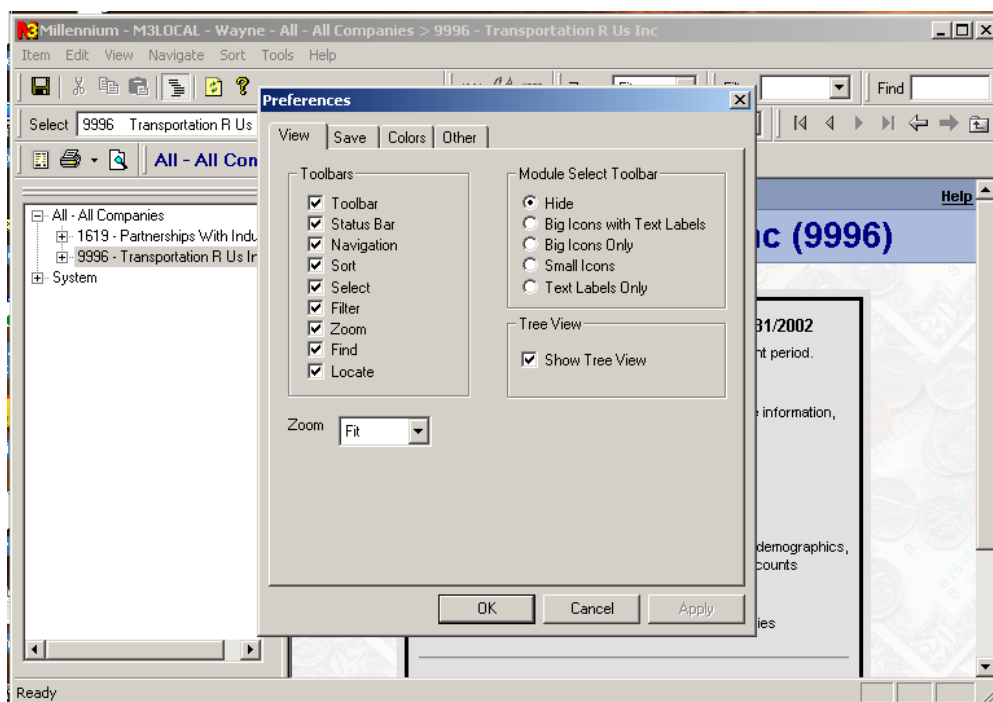 Millennium - M3LOCAL - Wayne - All - All Companies > 9996 - Transportation R Us Inc
Item Edit View Navigate Sort Tools Help
Find
Select 9996 Transportation R Us
All - All Con
All - All Companies
1619 - Partnerships With Indu
9996 - Transportation R Us Ir
System
Preferences
View Save Colors Other
Toolbars
Toolbar
Status Bar
Navigation
Sort
Select
Filter
Zoom
Find
Locate
Module Select Toolbar
Hide
Big Icons with Text Labels
Big Icons Only
Small Icons
Text Labels Only
Tree View
Show Tree View
Zoom Fit
OK Cancel Apply
Help
(9996)
31/2002
nt period.
information,
demographics,
counts
ies
Ready